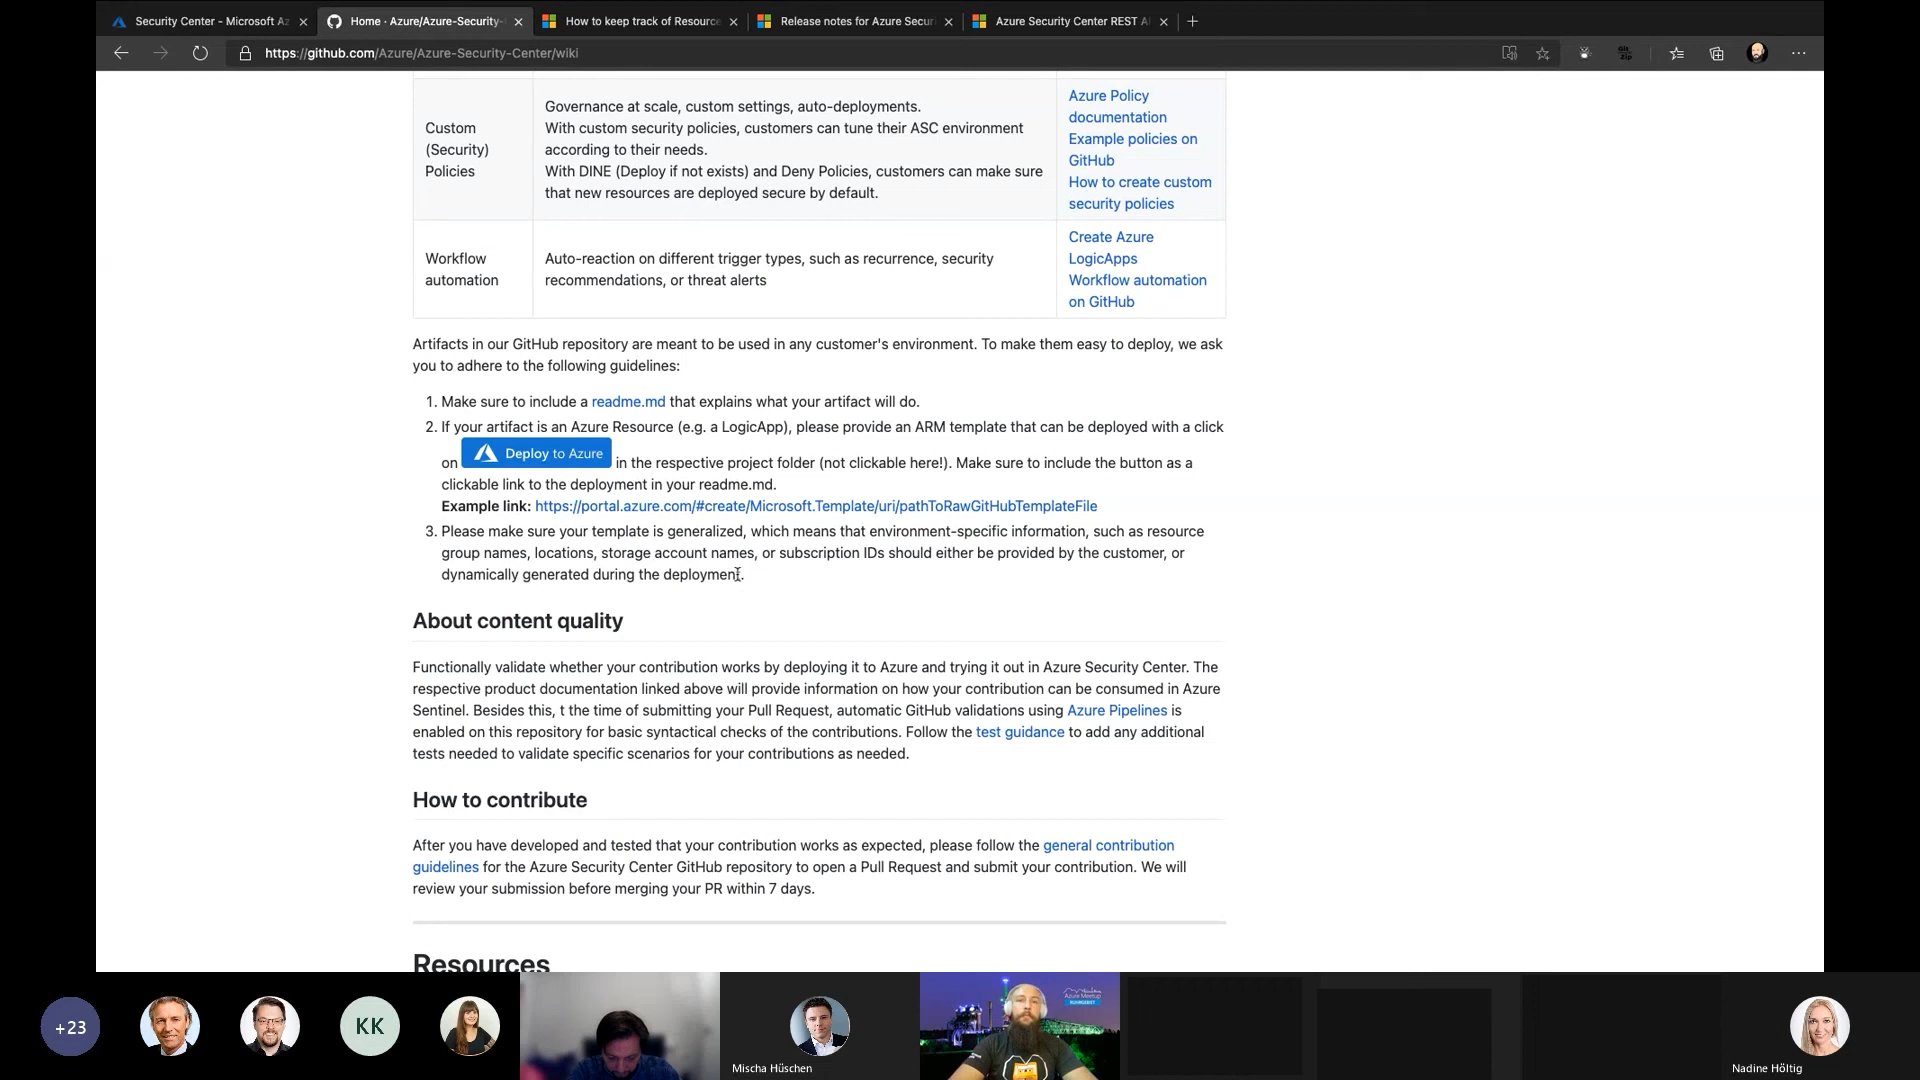 Security Center - Microsoft Az
Home · Azure/Azure-Security-
How to keep track of Resource
Release notes for Azure Securi
Azure Security Center REST A
https://github.com/Azure/Azure-Security-Center/wiki
Custom
(Security)
Policies
Governance at scale, custom settings, auto-deployments.
With custom security policies, customers can tune their ASC environment
according to their needs.
With DINE (Deploy if not exists) and Deny Policies, customers can make sure
that new resources are deployed secure by default.
Azure Policy
documentation
Example policies on
GitHub
How to create custom
security policies
Workflow
automation
Auto-reaction on different trigger types, such as recurrence, security
recommendations, or threat alerts
Create Azure
LogicApps
Workflow automation
on GitHub
Artifacts in our GitHub repository are meant to be used in any customer's environment. To make them easy to deploy, we ask
you to adhere to the following guidelines:
1. Make sure to include a readme.md that explains what your artifact will do.
2. If your artifact is an Azure Resource (e.g. a LogicApp), please provide an ARM template that can be deployed with a click
on Deploy to Azure in the respective project folder (not clickable here!). Make sure to include the button as a
clickable link to the deployment in your readme.md.
Example link: https://portal.azure.com/#create/Microsoft.Template/uri/pathToRawGitHubTemplateFile
3. Please make sure your template is generalized, which means that environment-specific information, such as resource
group names, locations, storage account names, or subscription IDs should either be provided by the customer, or
dynamically generated during the deployment.
About content quality
Functionally validate whether your contribution works by deploying it to Azure and trying it out in Azure Security Center. The
respective product documentation linked above will provide information on how your contribution can be consumed in Azure
Sentinel. Besides this, t the time of submitting your Pull Request, automatic GitHub validations using Azure Pipelines is
enabled on this repository for basic syntactical checks of the contributions. Follow the test guidance to add any additional
tests needed to validate specific scenarios for your contributions as needed.
How to contribute
After you have developed and tested that your contribution works as expected, please follow the general contribution
guidelines for the Azure Security Center GitHub repository to open a Pull Request and submit your contribution. We will
review your submission before merging your PR within 7 days.
Resources
+23
KK
Mischa Hüschen
Azure Meetup
Nadine Höltig